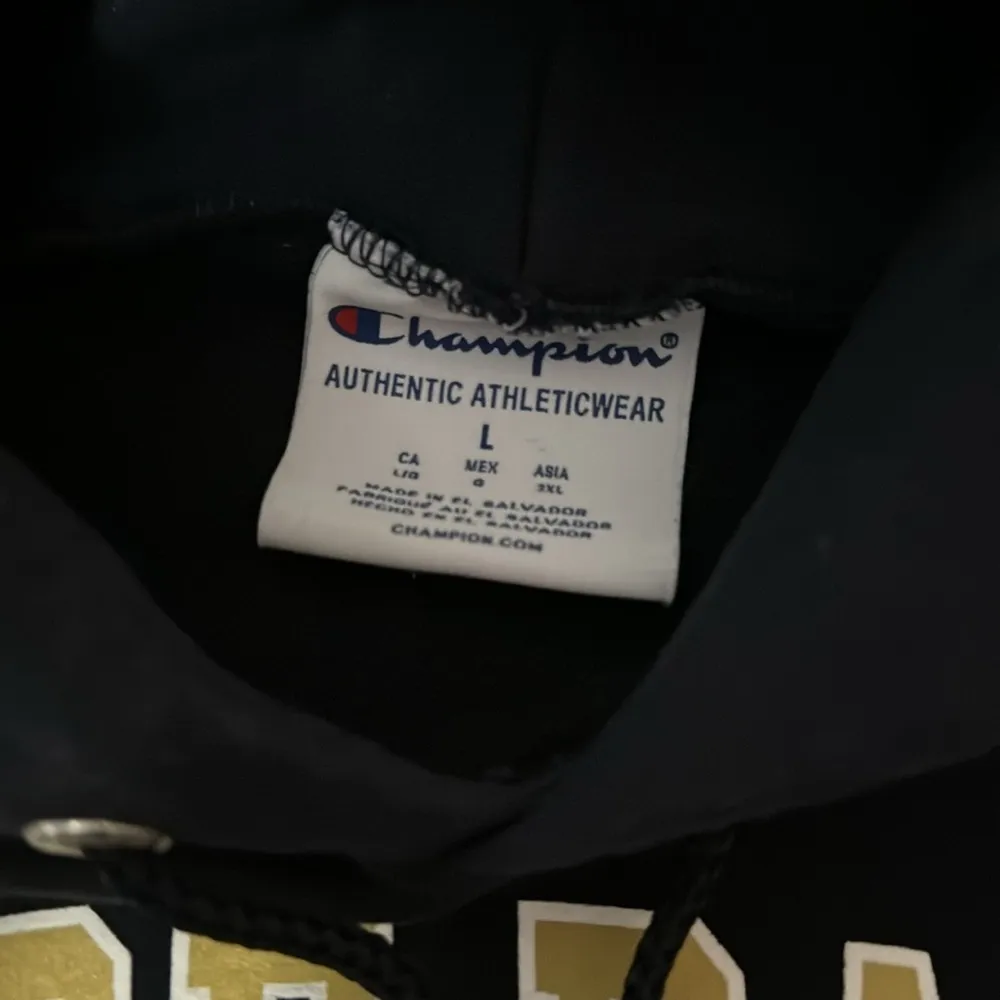 Champion®
AUTHENTIC ATHLETICWEAR
L
CA MEX ASIA
L/G G 2XL
MADE IN EL SALVADOR
FABRIQUÉ AU EL SALVADOR
HECHO EN EL SALVADOR
CHAMPION.COM